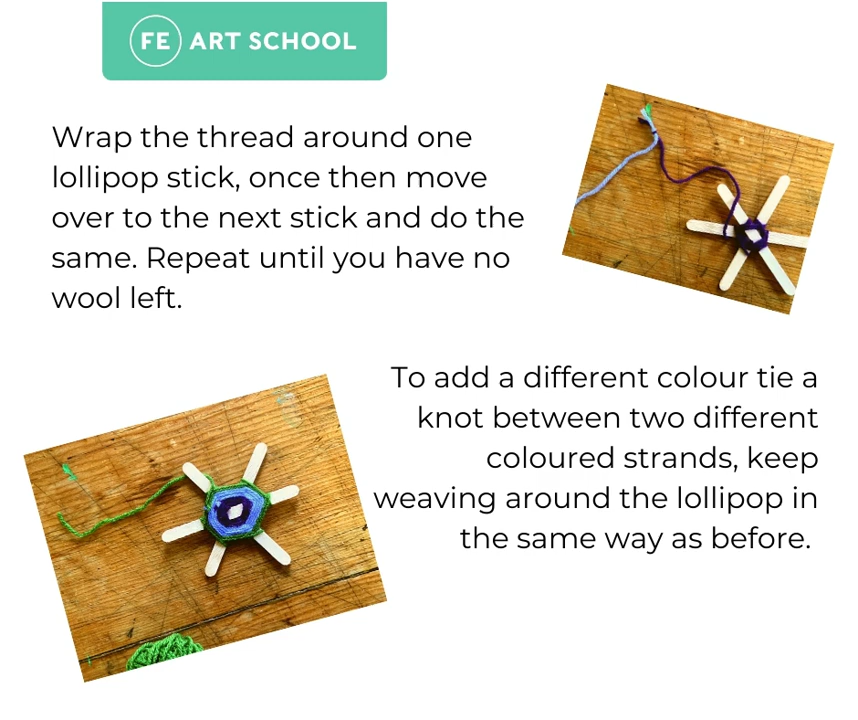 FE ART SCHOOL
Wrap the thread around one
lollipop stick, once then move
over to the next stick and do the
same. Repeat until you have no
wool left.
To add a different colour tie a
knot between two different
coloured strands, keep
weaving around the lollipop in
the same way as before.